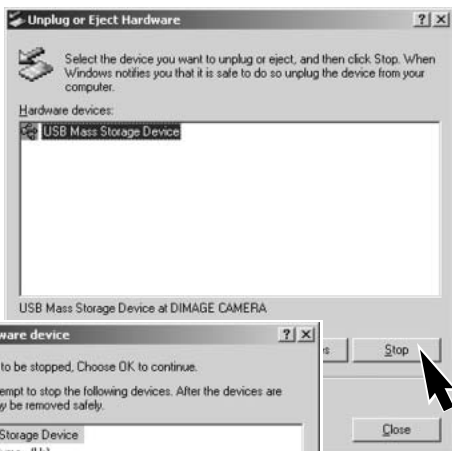 Unplug or Eject Hardware
Select the device you want to unplug or eject, and then click Stop. When
Windows notifies you that it is safe to do so unplug the device from your
computer.
Hardware devices:
USB Mass Storage Device
USB Mass Storage Device at DIMAGE CAMERA
Stop
Close
ware device
to be stopped, Choose OK to continue.
empt to stop the following devices. After the devices are
be removed safely.
Storage Device